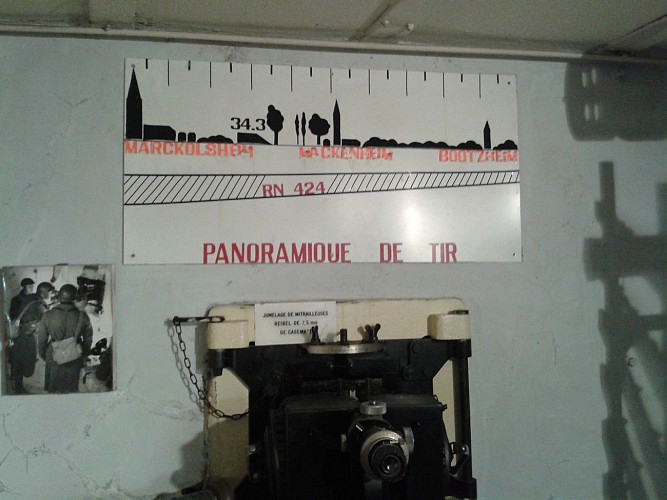 34.3
MARCKOLSHEIM MACKENHEIM BOOTZHEIM
RN 424
PANORAMIQUE DE TIR
JUMELAGE DE MITRAILLEUSES
REIBEL DE 7,5 mm
DE CASEMATE